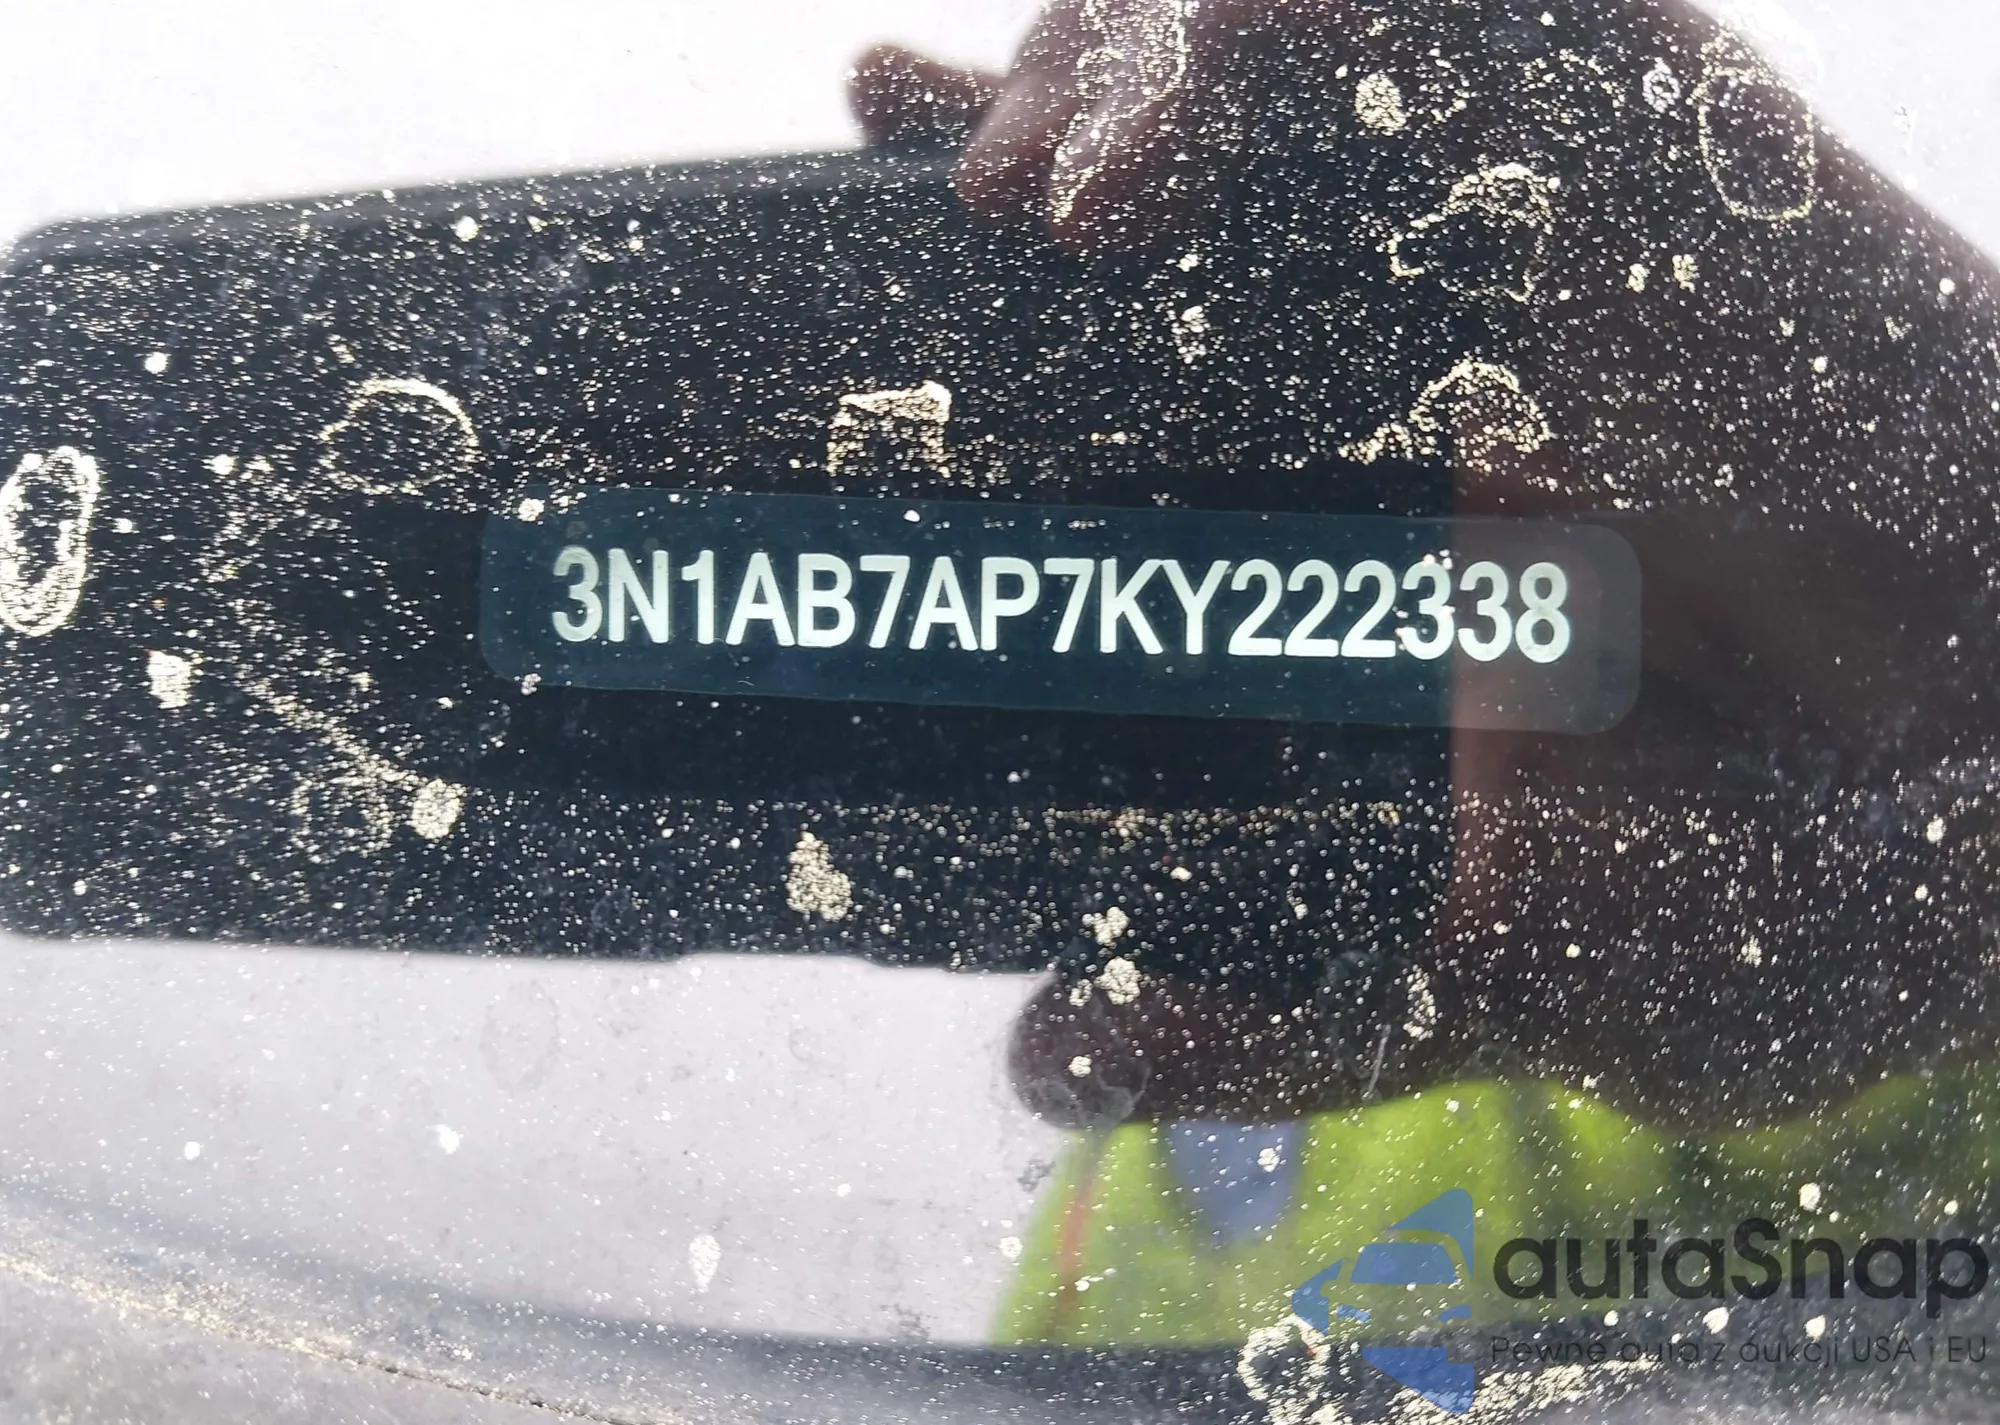 3N1AB7AP7KY222338
autaSnap
Pewne auta z aukcji USA i EU